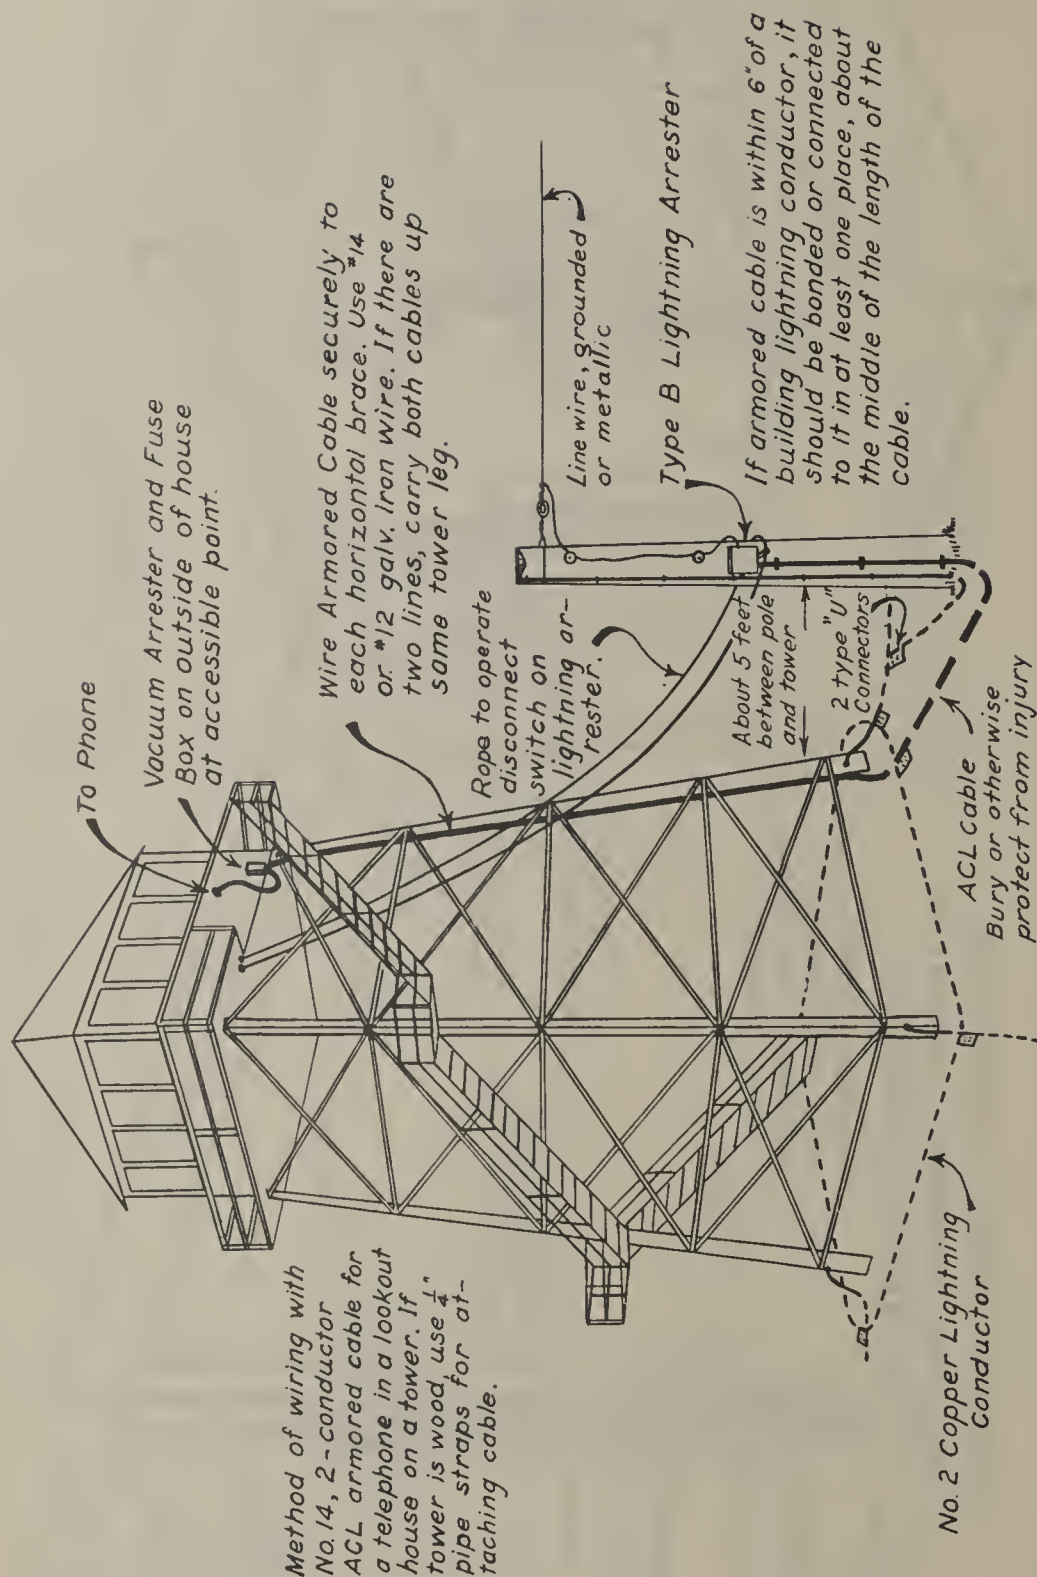 To Phone
Vacuum Arrester and Fuse
Box on outside of house
at accessible point.
Wire Armored Cable securely to
each horizontal brace. Use #14
or #12 galv. iron wire. If there are
two lines, carry both cables up
same tower leg.
Rope to operate
disconnect
switch on
lightning ar-
rester.
Line wire, grounded
or metallic
Type B Lightning Arrester
If armored cable is within 6" of a
building lightning conductor, it
should be bonded or connected
to it in at least one place, about
the middle of the length of the
cable.
About 5 feet
between pole
and tower
2 type "U"
Connectors
ACL Cable
Bury or otherwise
protect from injury
Method of wiring with
No. 14, 2-conductor
ACL armored cable for
a telephone in a lookout
house on a tower. If
tower is wood, use 1/4"
pipe straps for at-
taching cable.
No. 2 Copper Lightning
Conductor